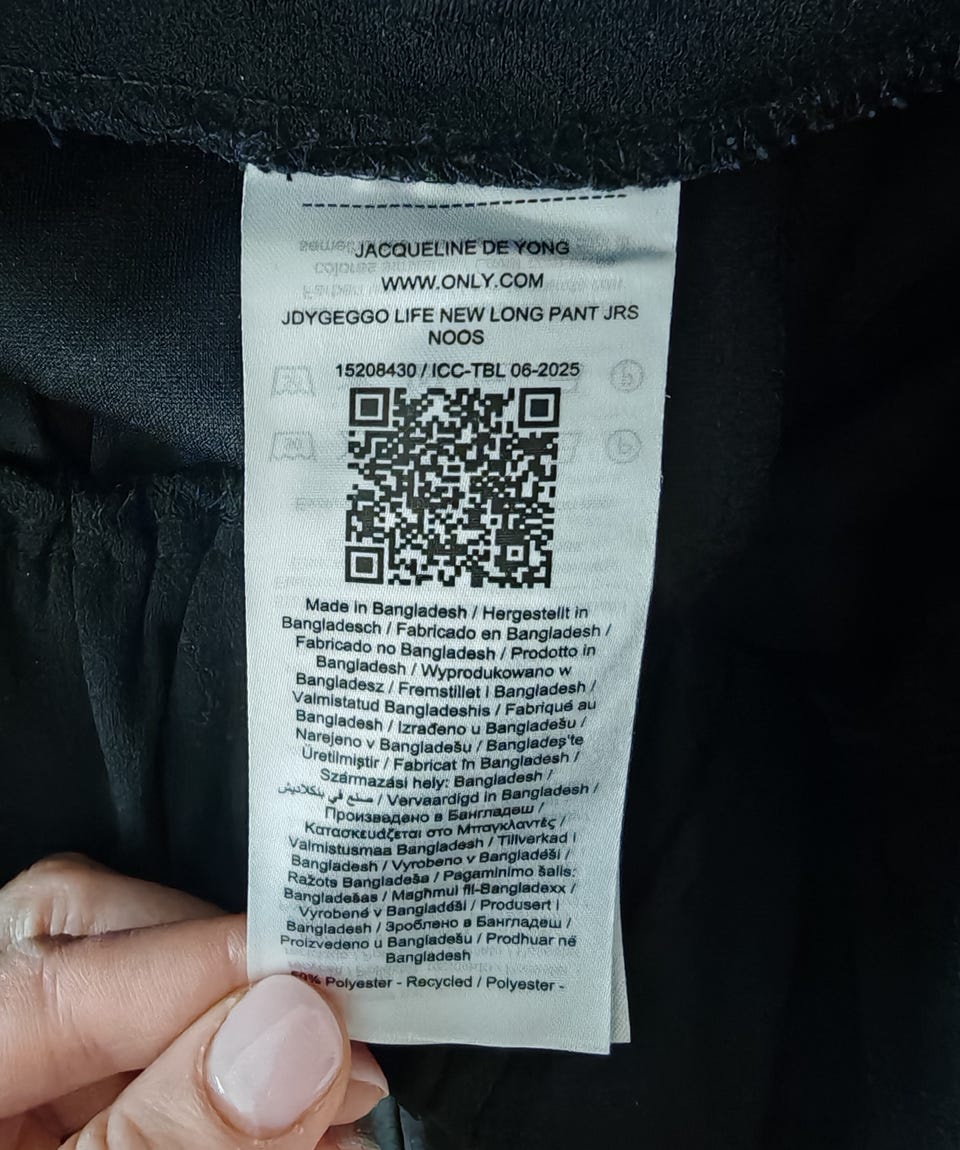 JACQUELINE DE YONG
WWW.ONLY.COM
JDYGEGGO LIFE NEW LONG PANT JRS
NOOS
15208430 / ICC-TBL 06-2025
Made in Bangladesh / Hergestellt in
Bangladesch / Fabricado en Bangladesh /
Fabricado no Bangladesh / Prodotto in
Bangladesh / Wyprodukowano w
Bangladesz / Fremstillet i Bangladesh /
Valmistatud Bangladeshis / Fabriqué au
Bangladesh / Izrađeno u Bangladešu /
Narejeno v Bangladešu / Bangladeş'te
Üretilmiştir / Fabricat în Bangladesh /
Származási hely: Bangladesh /
صنع في بنكلاديش / Vervaardigd in Bangladesh /
Произведено в Бангладеш /
Κατασκευάζεται στο Μπαγκλαντές /
Valmistusmaa Bangladesh / Tillverkad i
Bangladesh / Vyrobeno v Bangladéši /
Ražots Bangladeša / Pagaminimo šalis:
Bangladešas / Magħmul fil-Bangladexx /
Vyrobené v Bangladéši / Produsert i
Bangladesh / Зроблено в Бангладеш /
Proizvedeno u Bangladešu / Prodhuar në
Bangladesh
Polyester - Recycled / Polyester -